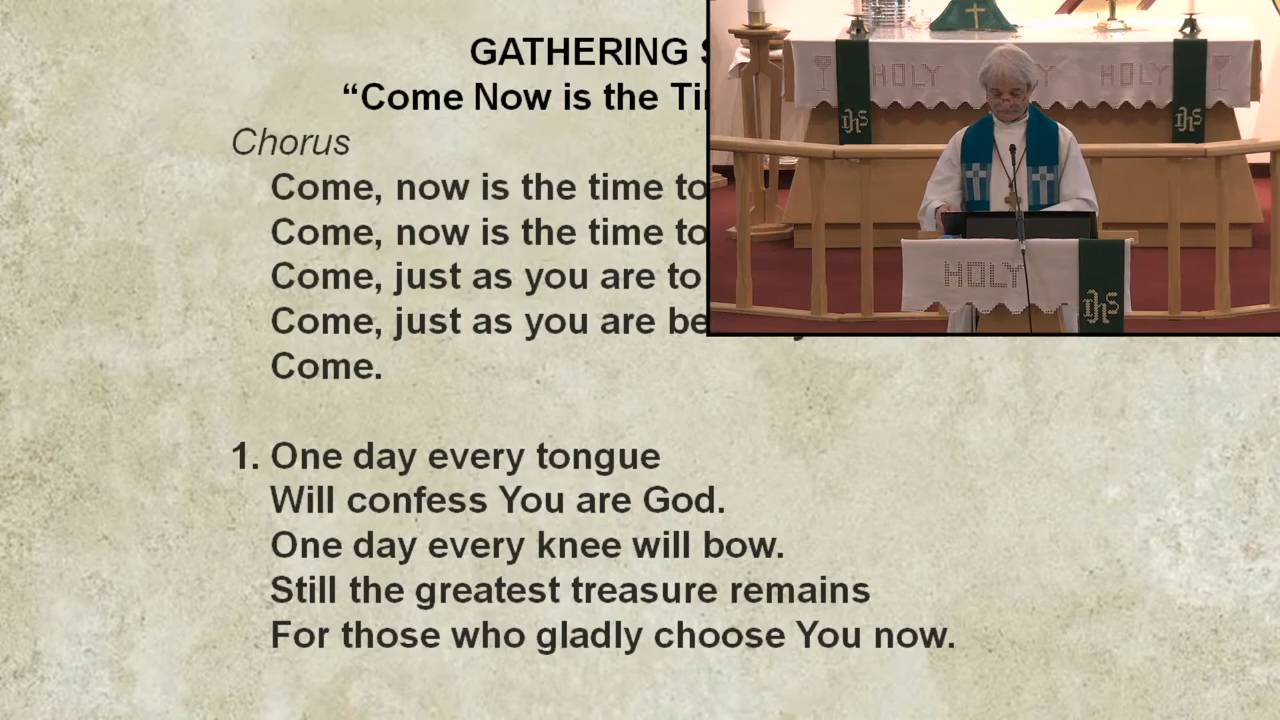 GATHERING
“Come Now is the
Chorus
Come, now is the time to
Come, now is the time to
Come, just as you are to
Come, just as you are
Come.
1. One day every tongue
Will confess You are God.
One day every knee will bow.
Still the greatest treasure remains
For those who gladly choose You now.
HOLY HOLY
IHS IHS
HOLY
IHS